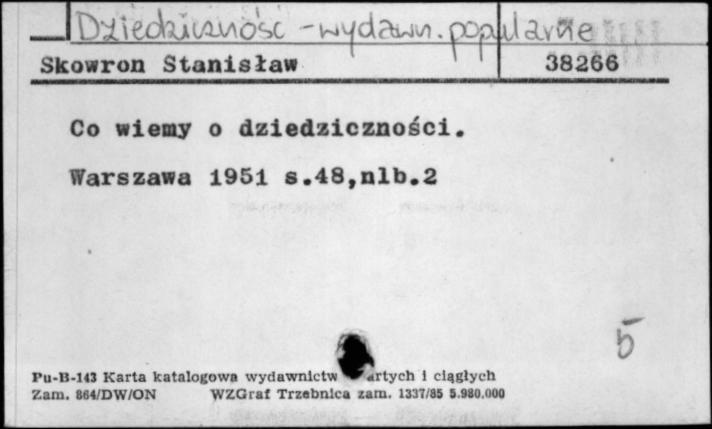 Dziedziczność - wydawn. popularne
Skowron Stanisław 38266
Co wiemy o dziedziczności.
Warszawa 1951 s.48,nlb.2
5
Pu-B-143 Karta katalogowa wydawnictw artych i ciągłych
Zam. 864/DW/ON WZGraf Trzebnica zam. 1337/85 5.980.000